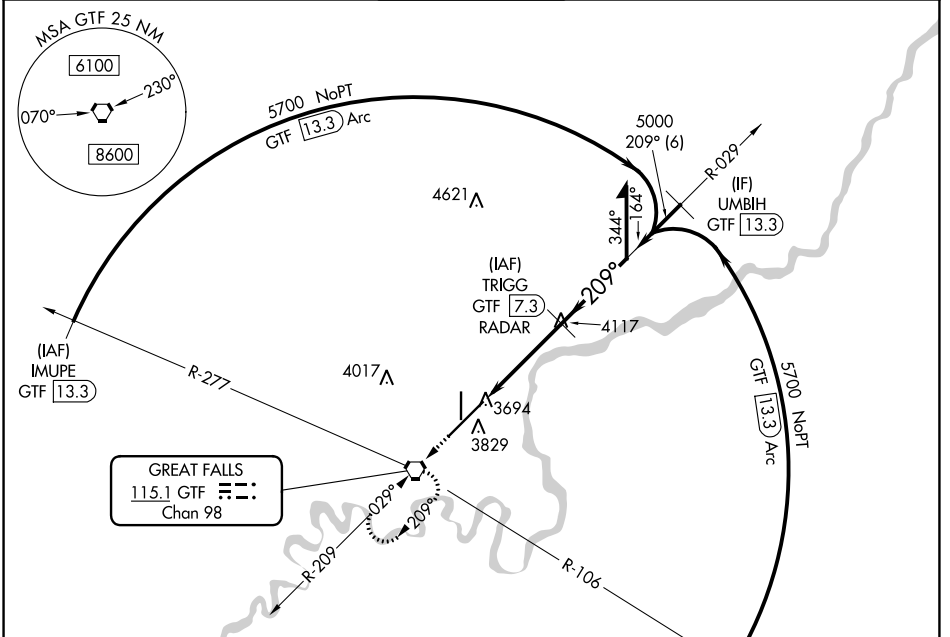 MSA GTF 25 NM
6100
070°
230°
8600
5700 NoPT
GTF 13.3 Arc
5000
209° (6)
R-029
(IF)
UMBIH
GTF 13.3
4621
344°
164°
209°
(IAF)
TRIGG
GTF 7.3
RADAR
4117
(IAF)
IMUPE
GTF 13.3
R-277
4017
3694
3829
5700 NoPT
GTF 13.3 Arc
GREAT FALLS
115.1 GTF
Chan 98
029°
209°
R-209
R-106